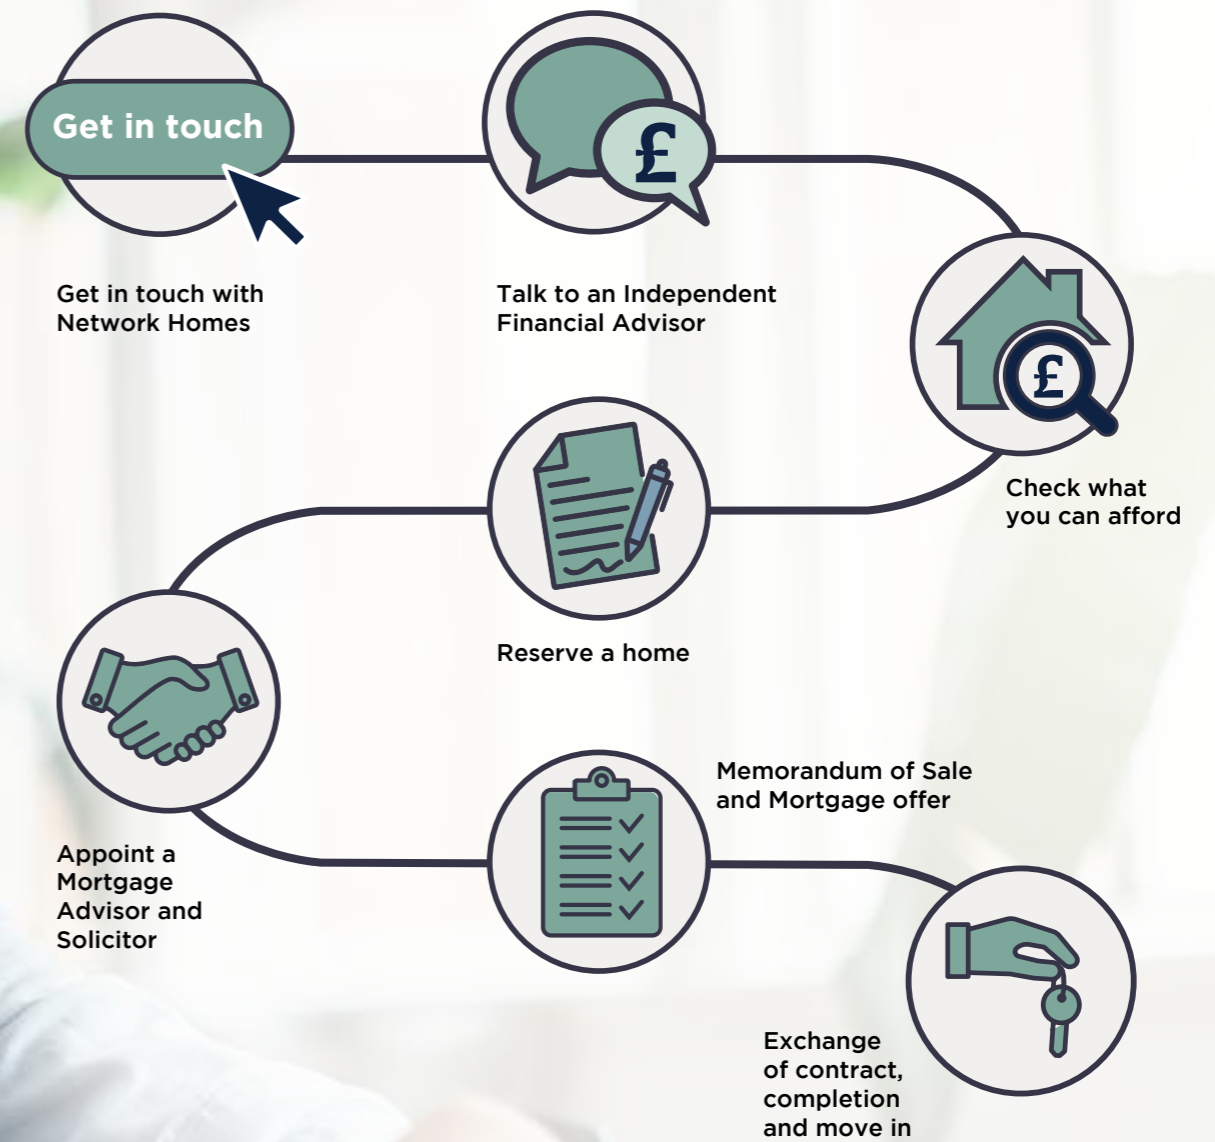 Get in touch
£
Get in touch with
Network Homes
Talk to an Independent
Financial Advisor
£
Check what
you can afford
Reserve a home
Appoint a
Mortgage
Advisor and
Solicitor
Memorandum of Sale
and Mortgage offer
Exchange
of contract,
completion
and move in